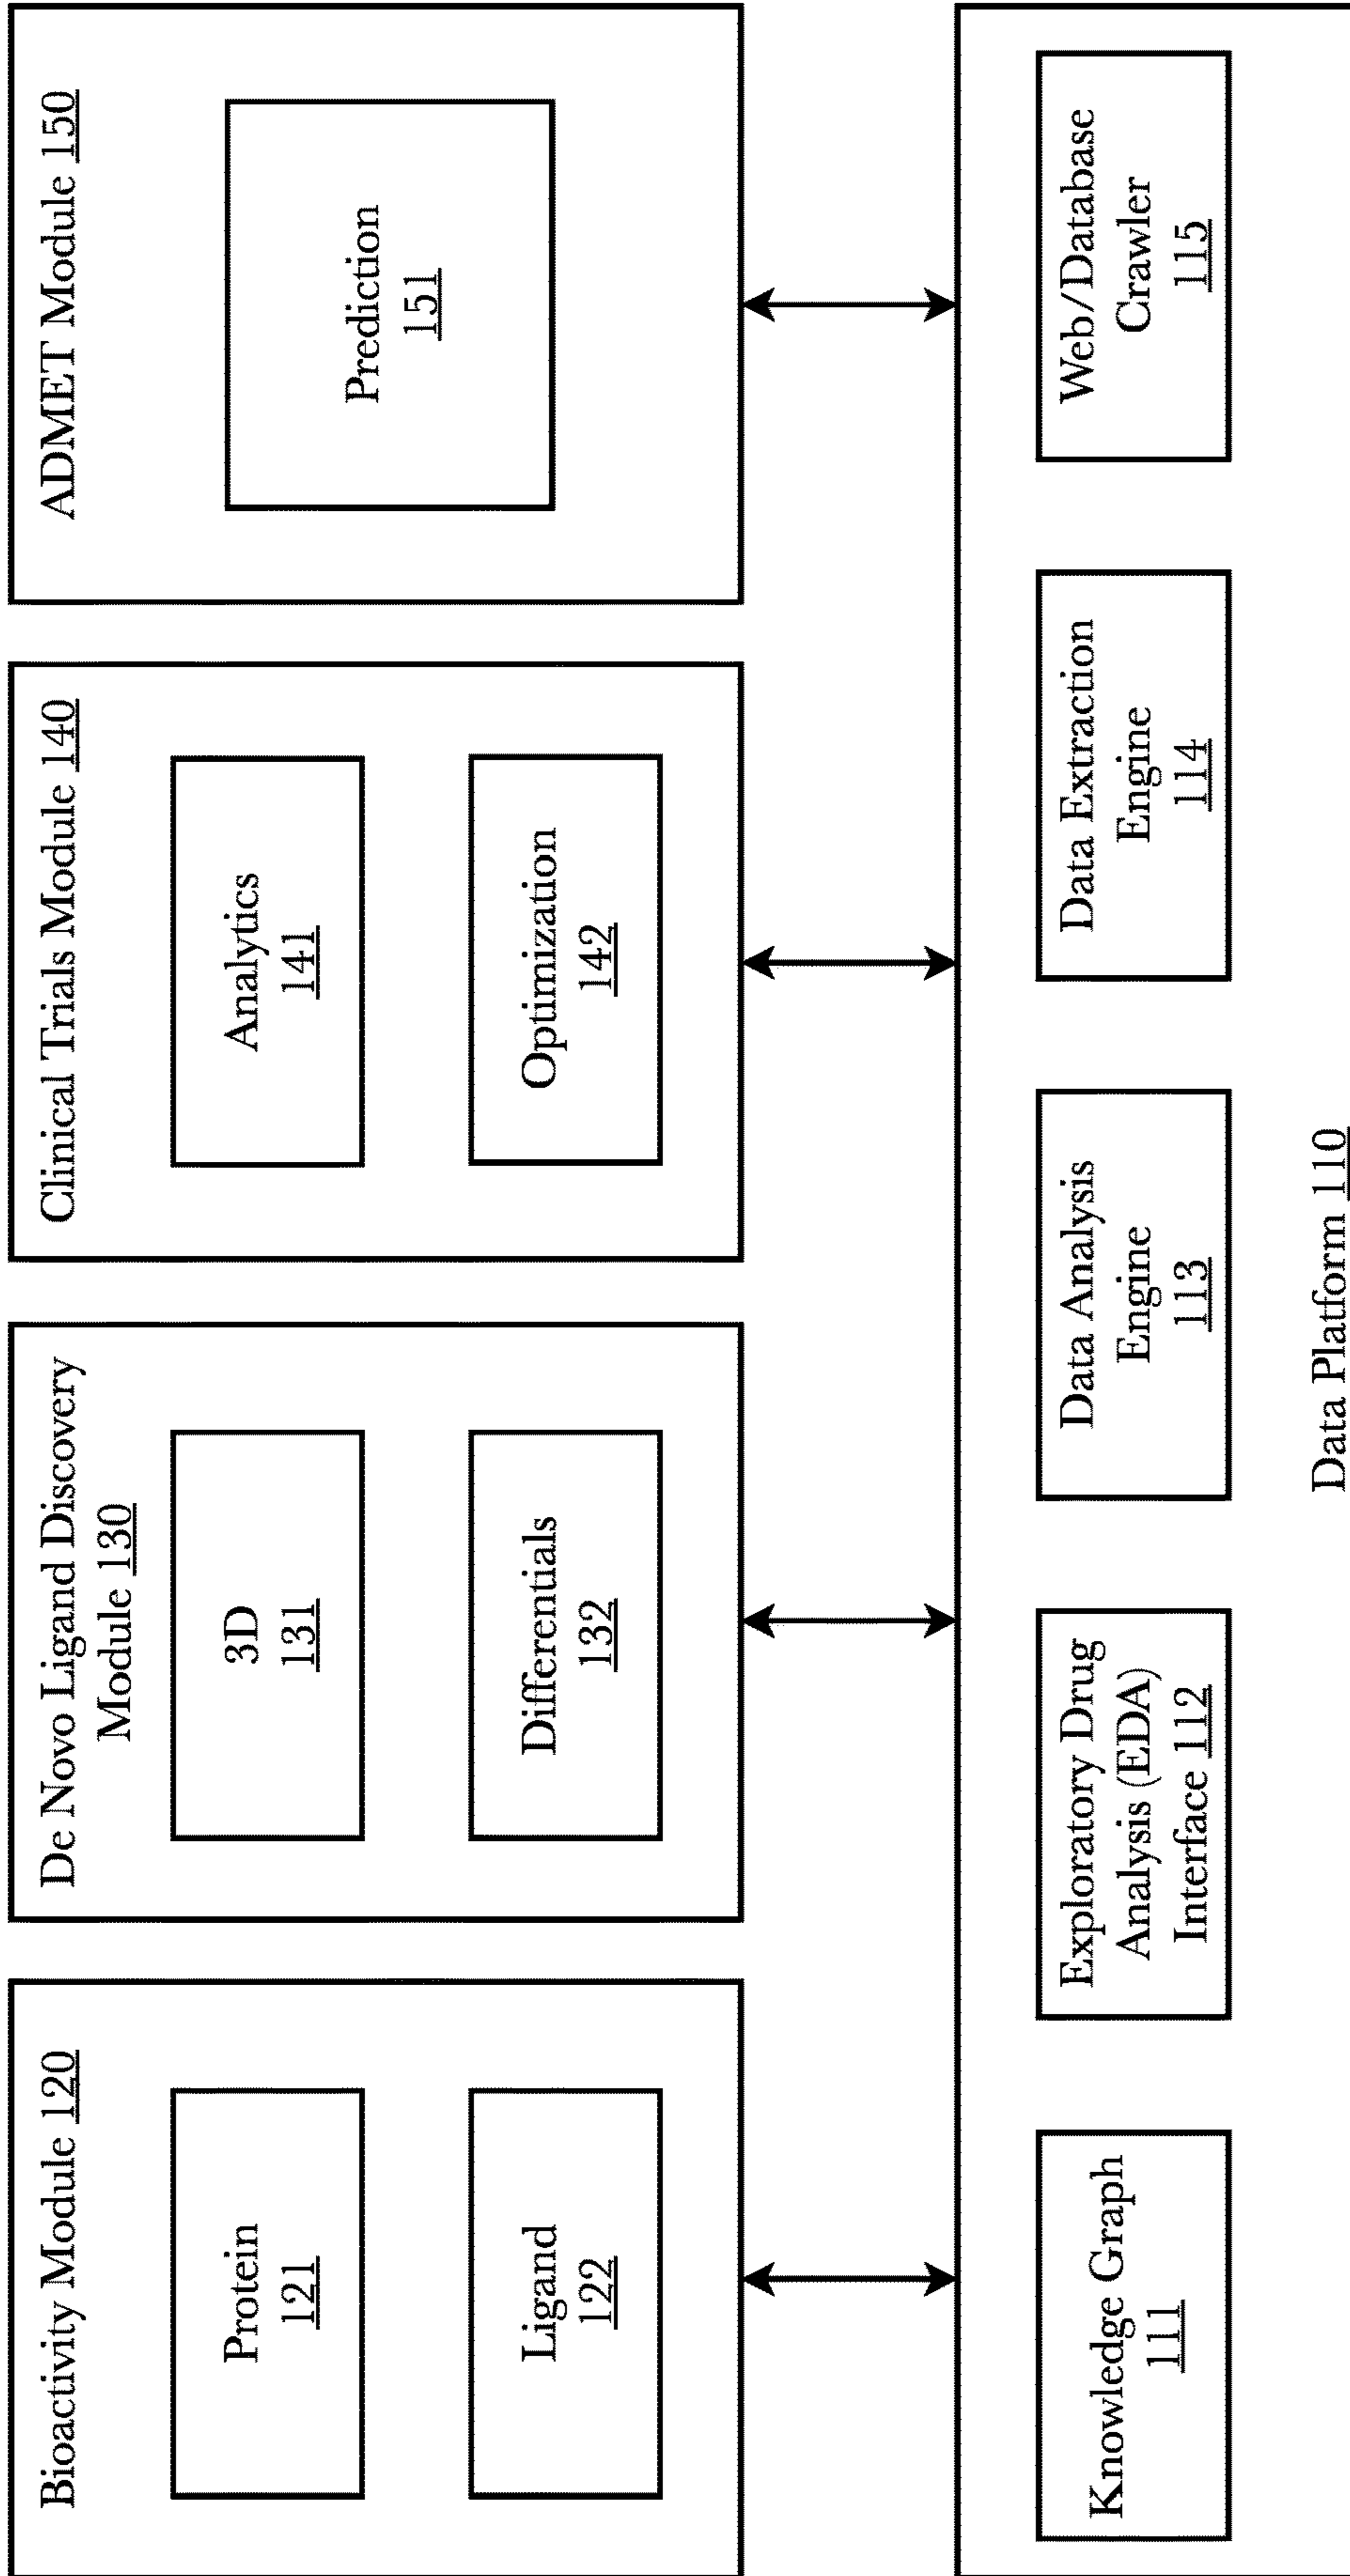 Bioactivity Module 120
Protein
121
Ligand
122
De Novo Ligand Discovery
Module 130
3D
131
Differentials
132
Clinical Trials Module 140
Analytics
141
Optimization
142
ADMET Module 150
Prediction
151
Knowledge Graph
111
Exploratory Drug
Analysis (EDA)
Interface 112
Data Analysis
Engine
113
Data Extraction
Engine
114
Web/Database
Crawler
115
Data Platform 110